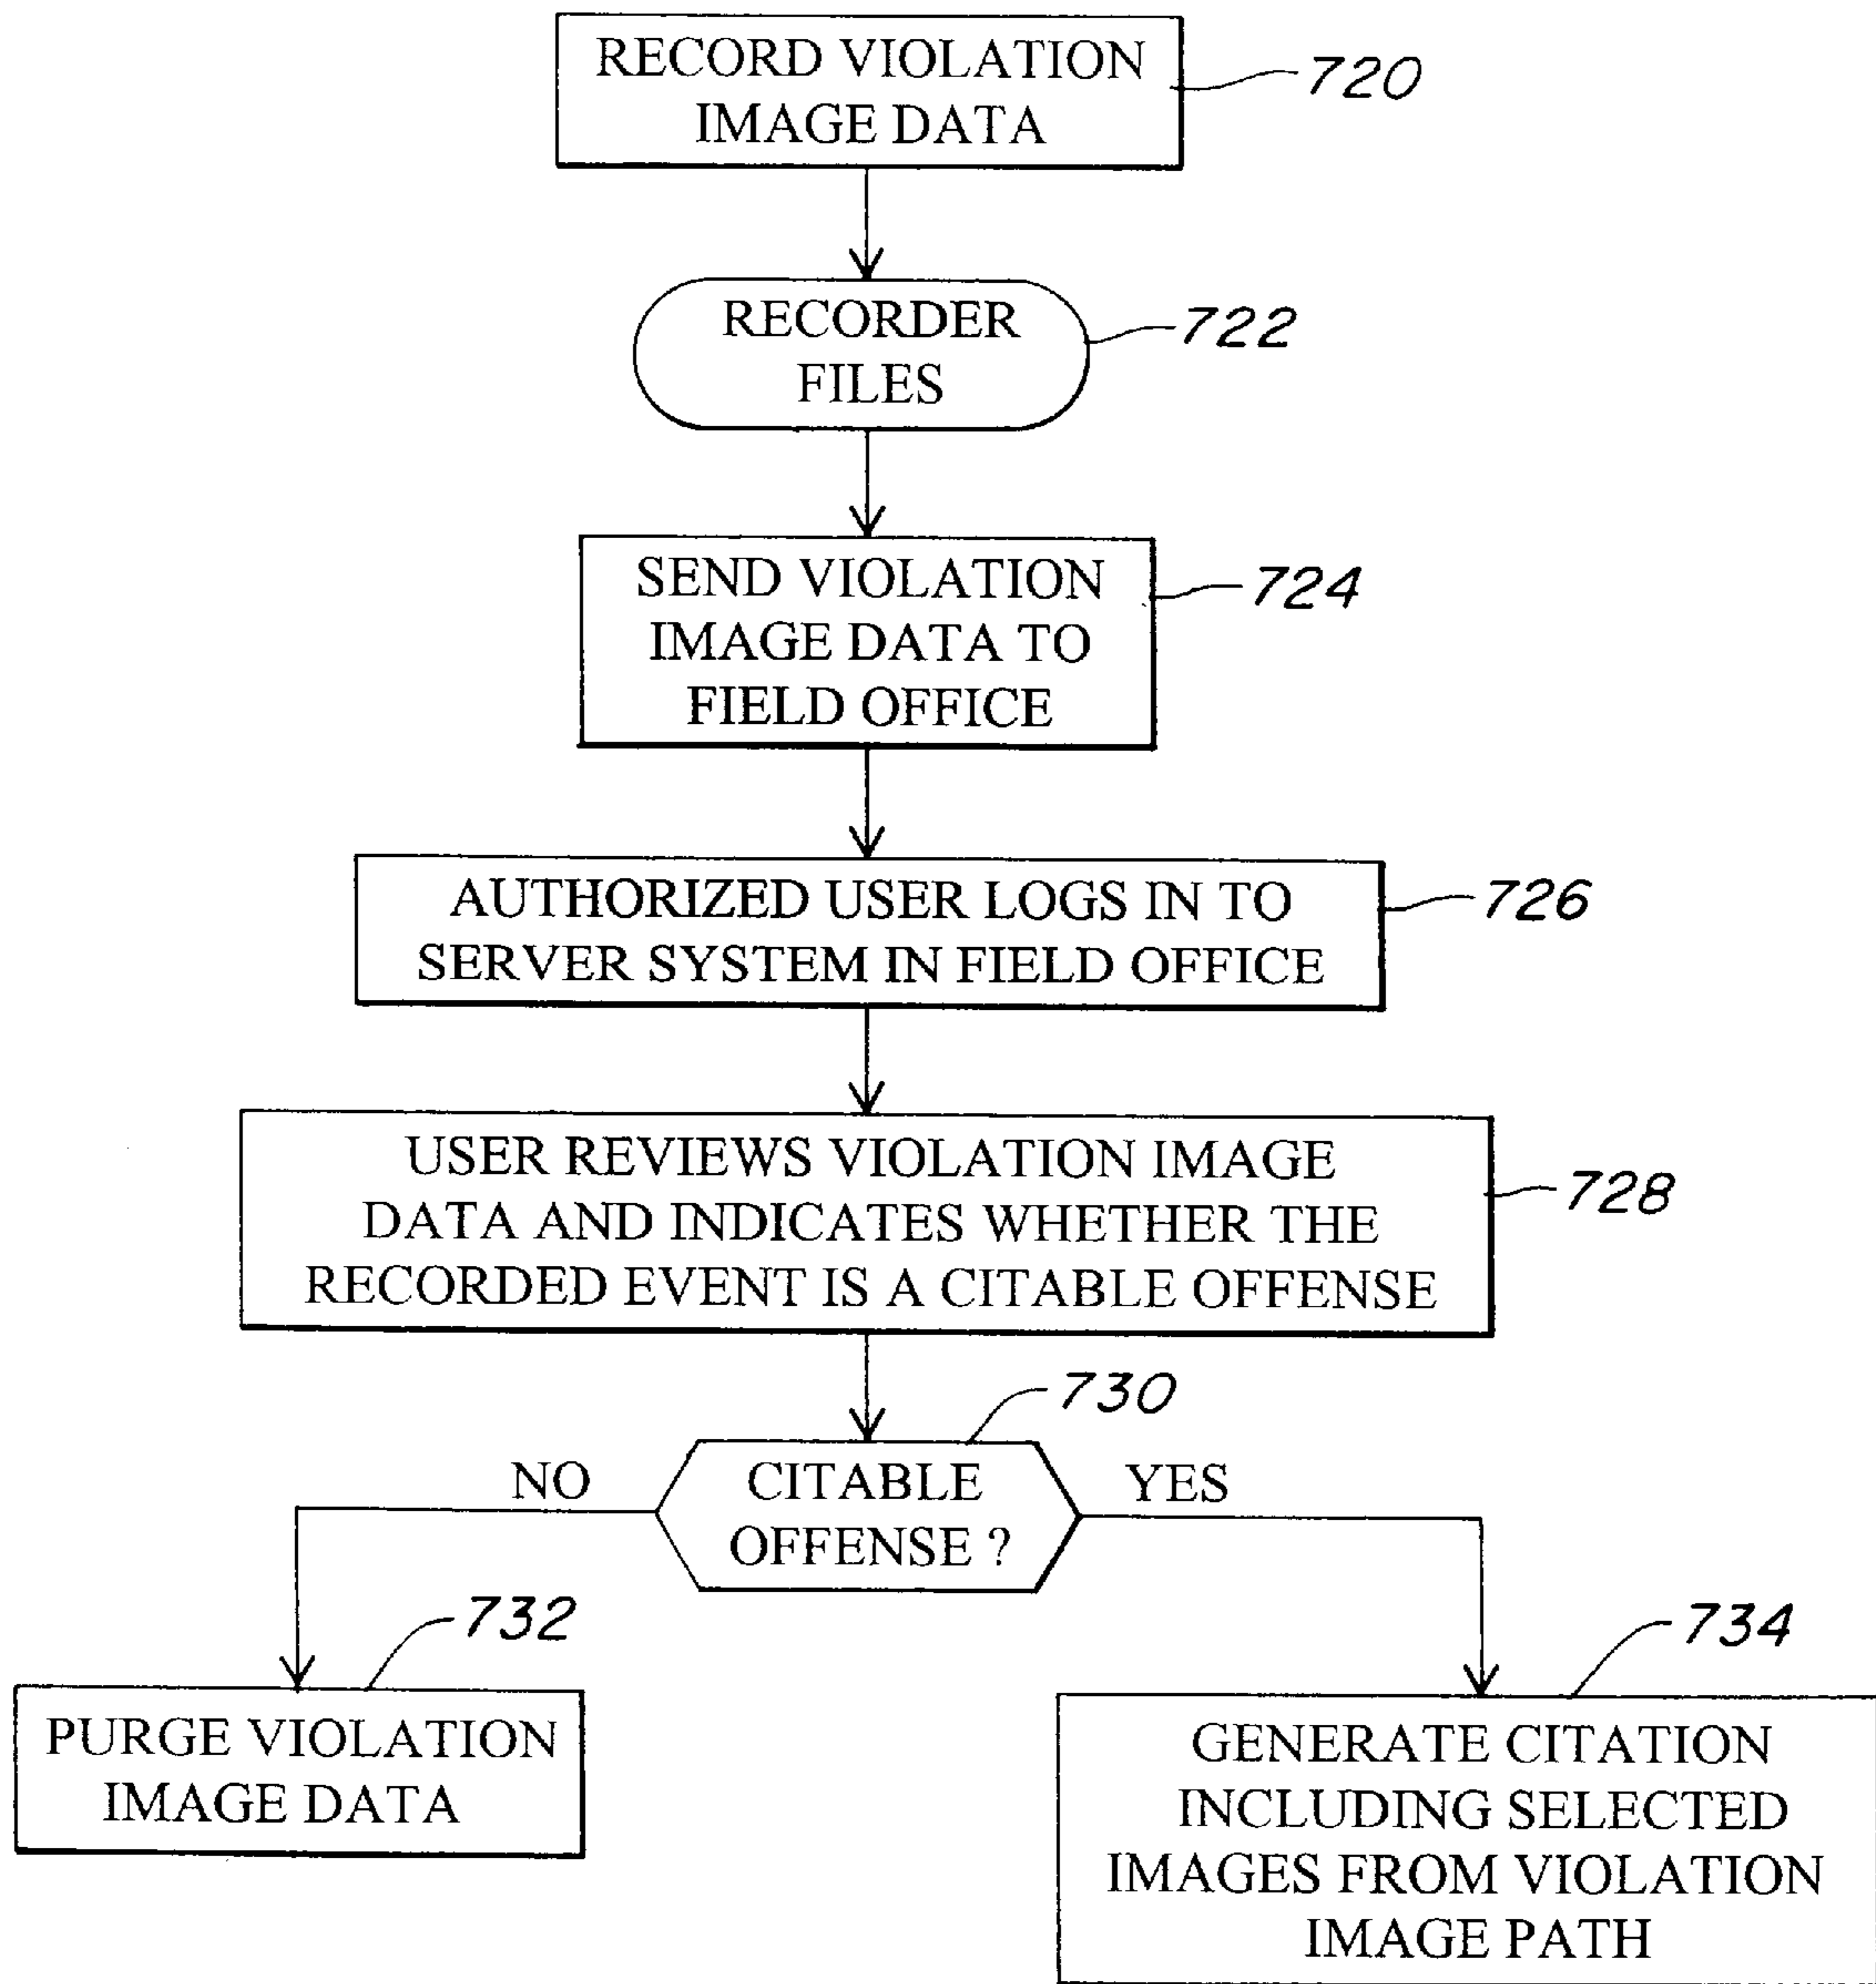 RECORD VIOLATION
IMAGE DATA
720
RECORDER
FILES
722
SEND VIOLATION
IMAGE DATA TO
FIELD OFFICE
724
AUTHORIZED USER LOGS IN TO
SERVER SYSTEM IN FIELD OFFICE
726
USER REVIEWS VIOLATION IMAGE
DATA AND INDICATES WHETHER THE
RECORDED EVENT IS A CITABLE OFFENSE
728
730
NO
CITABLE
OFFENSE ?
YES
732
PURGE VIOLATION
IMAGE DATA
734
GENERATE CITATION
INCLUDING SELECTED
IMAGES FROM VIOLATION
IMAGE PATH